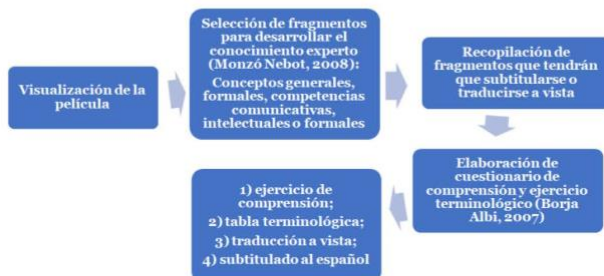 Visualización de la
película
Selección de fragmentos
para desarrollar el
conocimiento experto
(Monzó Nebot, 2008):
Conceptos generales,
formales, competencias
comunicativas,
intelectuales o formales
Recopilación de
fragmentos que tendrán
que subtitularse o
traducirse a vista
Elaboración de
cuestionario de
comprensión y ejercicio
terminológico (Borja
Albi, 2007)
1) ejercicio de
comprensión;
2) tabla terminológica;
3) traducción a vista;
4) subtitulado al español